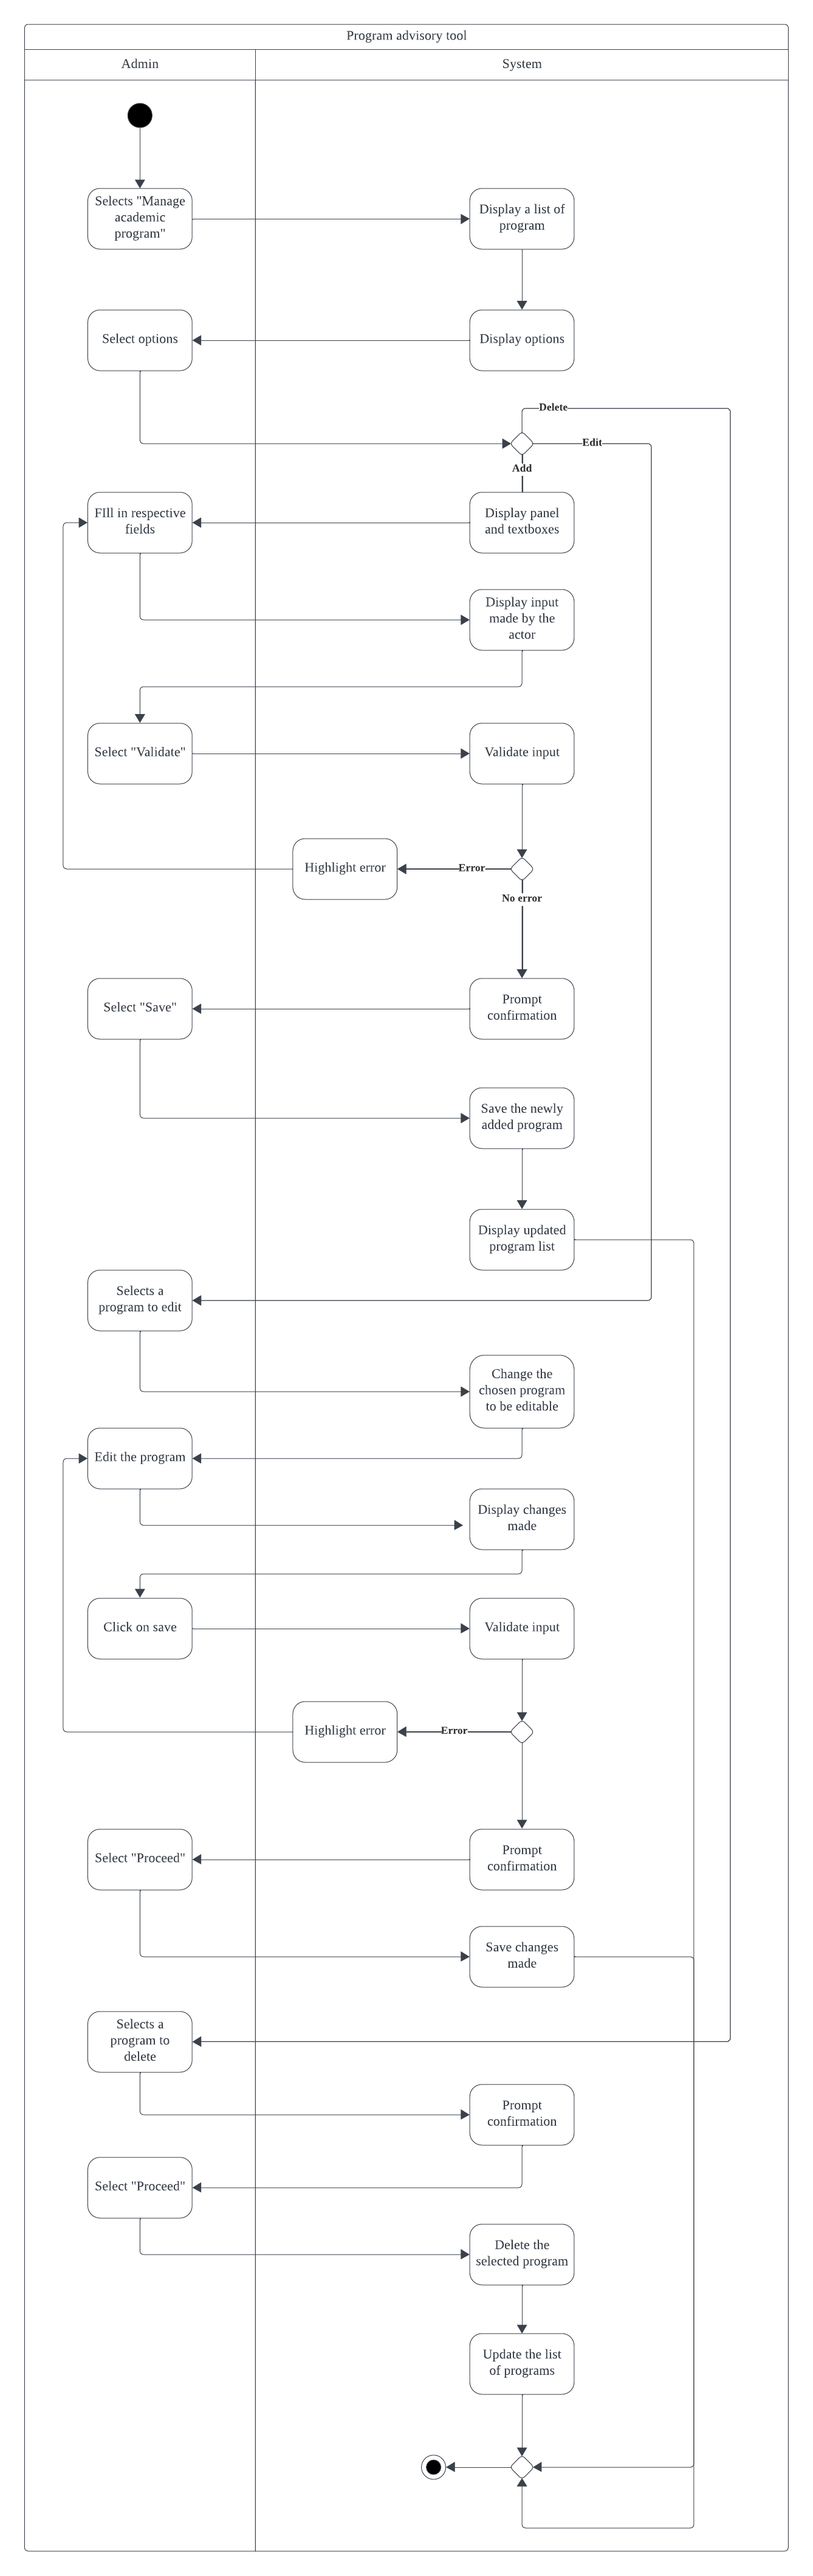 Program advisory tool
Admin
System
Selects "Manage
academic
program"
Display a list of
program
Select options
Display options
Delete
Edit
Add
FIll in respective
fields
Display panel
and textboxes
Display input
made by the
actor
Select "Validate"
Validate input
Highlight error
Error
No error
Select "Save"
Prompt
confirmation
Save the newly
added program
Display updated
program list
Selects a
program to edit
Change the
chosen program
to be editable
Edit the program
Display changes
made
Click on save
Validate input
Highlight error
Error
Select "Proceed"
Prompt
confirmation
Save changes
made
Selects a
program to
delete
Prompt
confirmation
Select "Proceed"
Delete the
selected program
Update the list
of programs